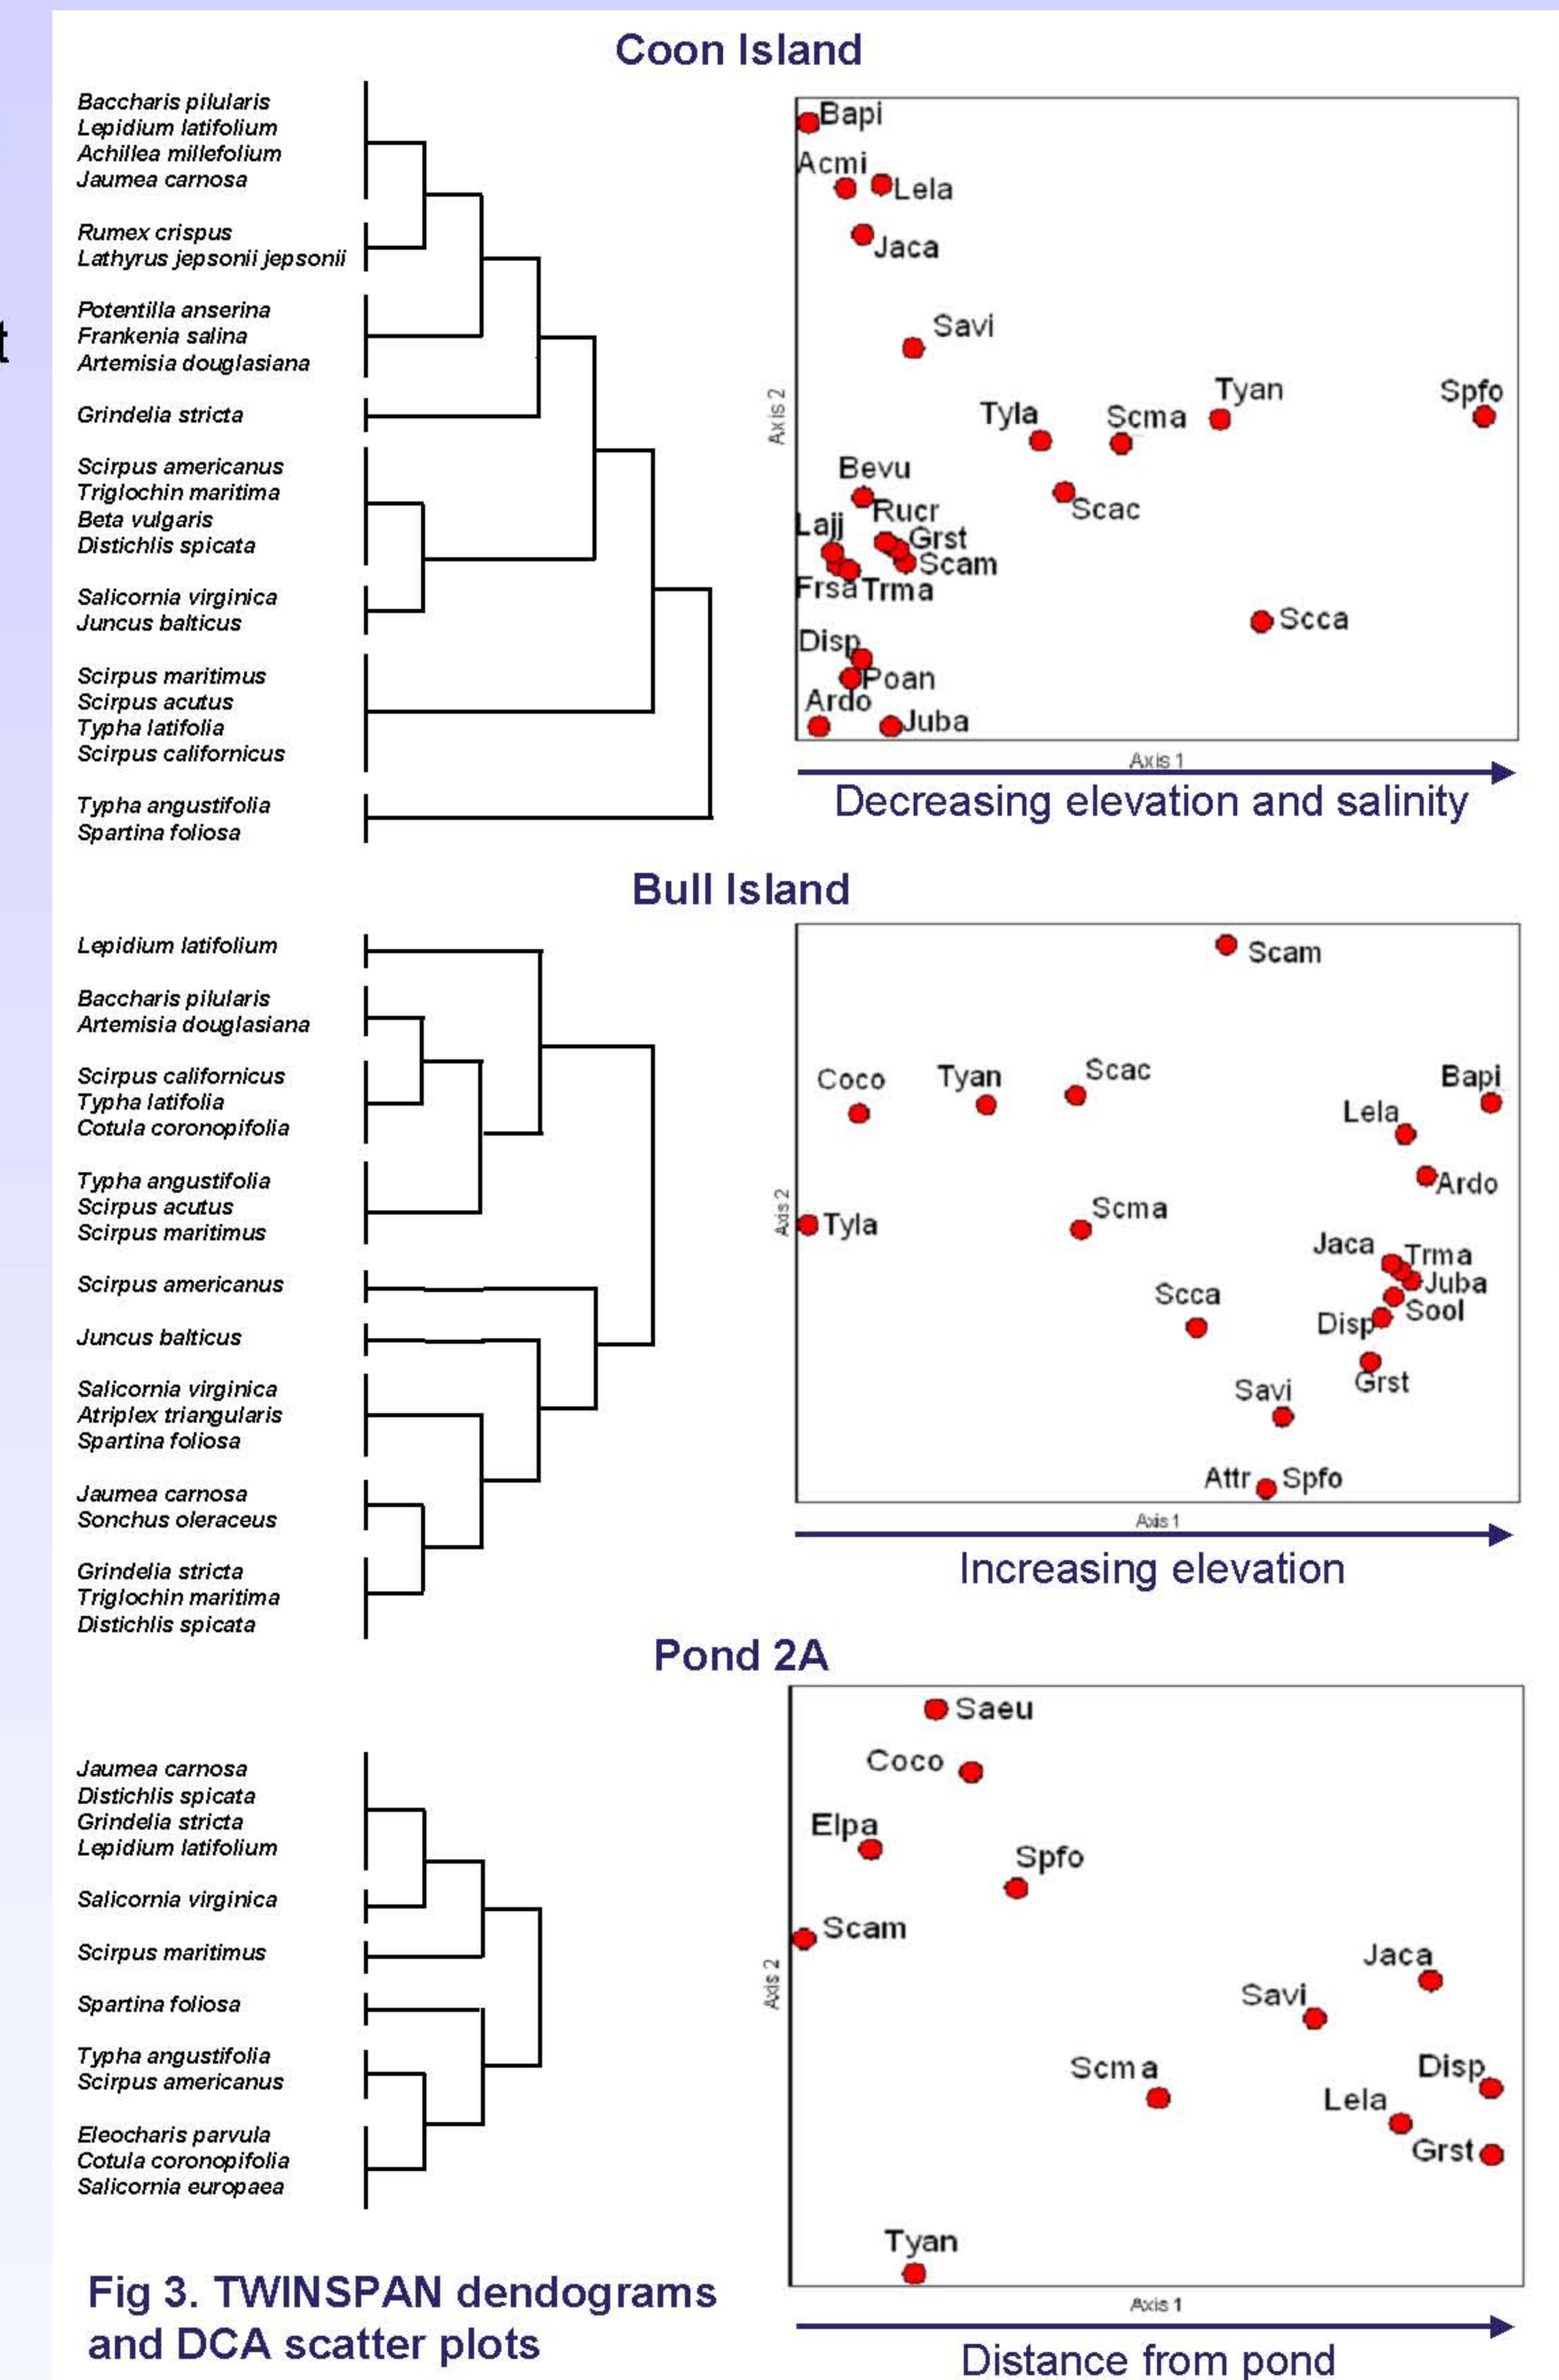 t
Coon Island
Baccharis pilularis
Lepidium latifolium
Achillea millefolium
Jaumea carnosa
Rumex crispus
Lathyrus jepsonii jepsonii
Potentilla anserina
Frankenia salina
Artemisia douglasiana
Grindelia stricta
Scirpus americanus
Triglochin maritima
Beta vulgaris
Distichlis spicata
Salicornia virginica
Juncus balticus
Scirpus maritimus
Scirpus acutus
Typha latifolia
Scirpus californicus
Typha angustifolia
Spartina foliosa
Bapi
Acmi
Lela
Jaca
Savi
Tyan
Spfo
Tyla
Scma
Axis 2
Bevu
Scac
Rucr
Lajj
Grst
Scam
Frsa
Trma
Scca
Disp
Poan
Ardo
Juba
Axis 1
Decreasing elevation and salinity
Bull Island
Lepidium latifolium
Baccharis pilularis
Artemisia douglasiana
Scirpus californicus
Typha latifolia
Cotula coronopifolia
Typha angustifolia
Scirpus acutus
Scirpus maritimus
Scirpus americanus
Juncus balticus
Salicornia virginica
Atriplex triangularis
Spartina foliosa
Jaumea carnosa
Sonchus oleraceus
Grindelia stricta
Triglochin maritima
Distichlis spicata
Scam
Coco
Tyan
Scac
Bapi
Lela
Ardo
Axis 2
Tyla
Scma
Jaca
Trma
Juba
Scca
Sool
Disp
Grst
Savi
Attr
Spfo
Axis 1
Increasing elevation
Pond 2A
Jaumea carnosa
Distichlis spicata
Grindelia stricta
Lepidium latifolium
Salicornia virginica
Scirpus maritimus
Spartina foliosa
Typha angustifolia
Scirpus americanus
Eleocharis parvula
Cotula coronopifolia
Salicornia europaea
Saeu
Coco
Elpa
Spfo
Scam
Jaca
Axis 2
Savi
Scma
Disp
Lela
Grst
Tyan
Axis 1
Distance from pond
Fig 3. TWINSPAN dendograms
and DCA scatter plots